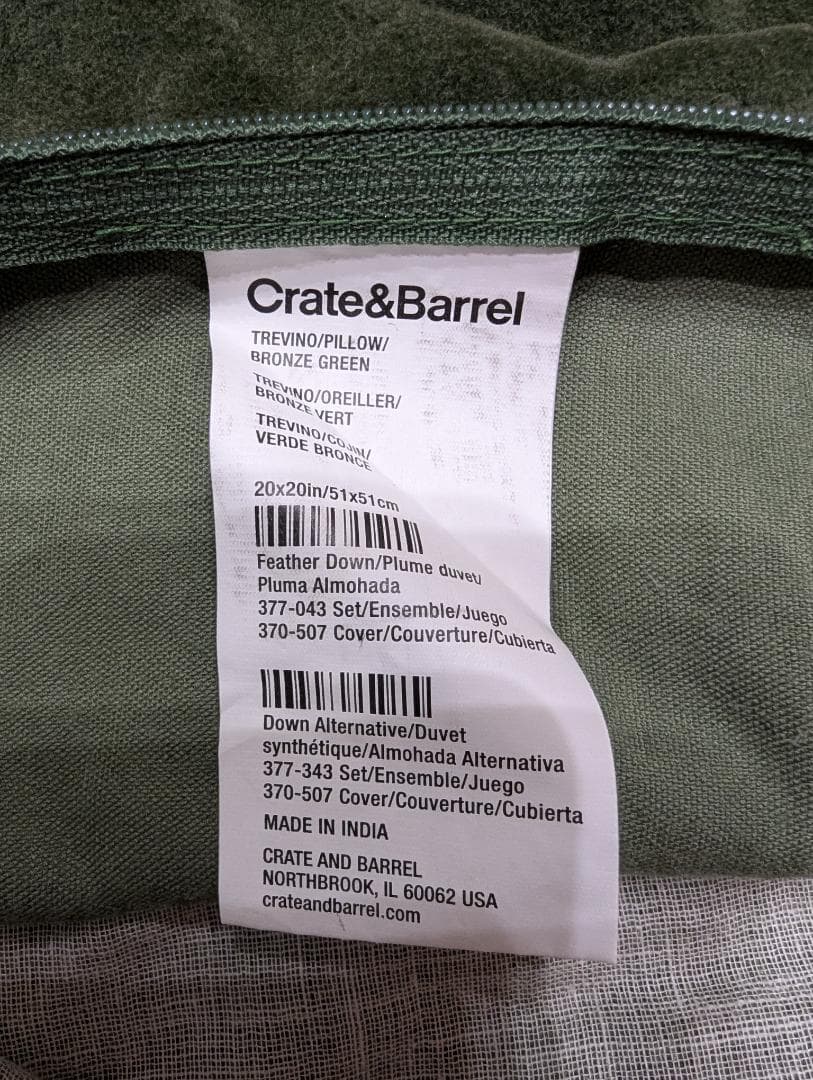 Crate&Barrel
TREVINO/PILLOW/
BRONZE GREEN
TREVINO/OREILLER/
BRONZE VERT
TREVINO/COJIN/
VERDE BRONCE
20x20in/51x51cm
Feather Down/Plume duvet/
Pluma Almohada
377-043 Set/Ensemble/Juego
370-507 Cover/Couverture/Cubierta
Down Alternative/Duvet
synthétique/Almohada Alternativa
377-343 Set/Ensemble/Juego
370-507 Cover/Couverture/Cubierta
MADE IN INDIA
CRATE AND BARREL
NORTHBROOK, IL 60062 USA
crateandbarrel.com